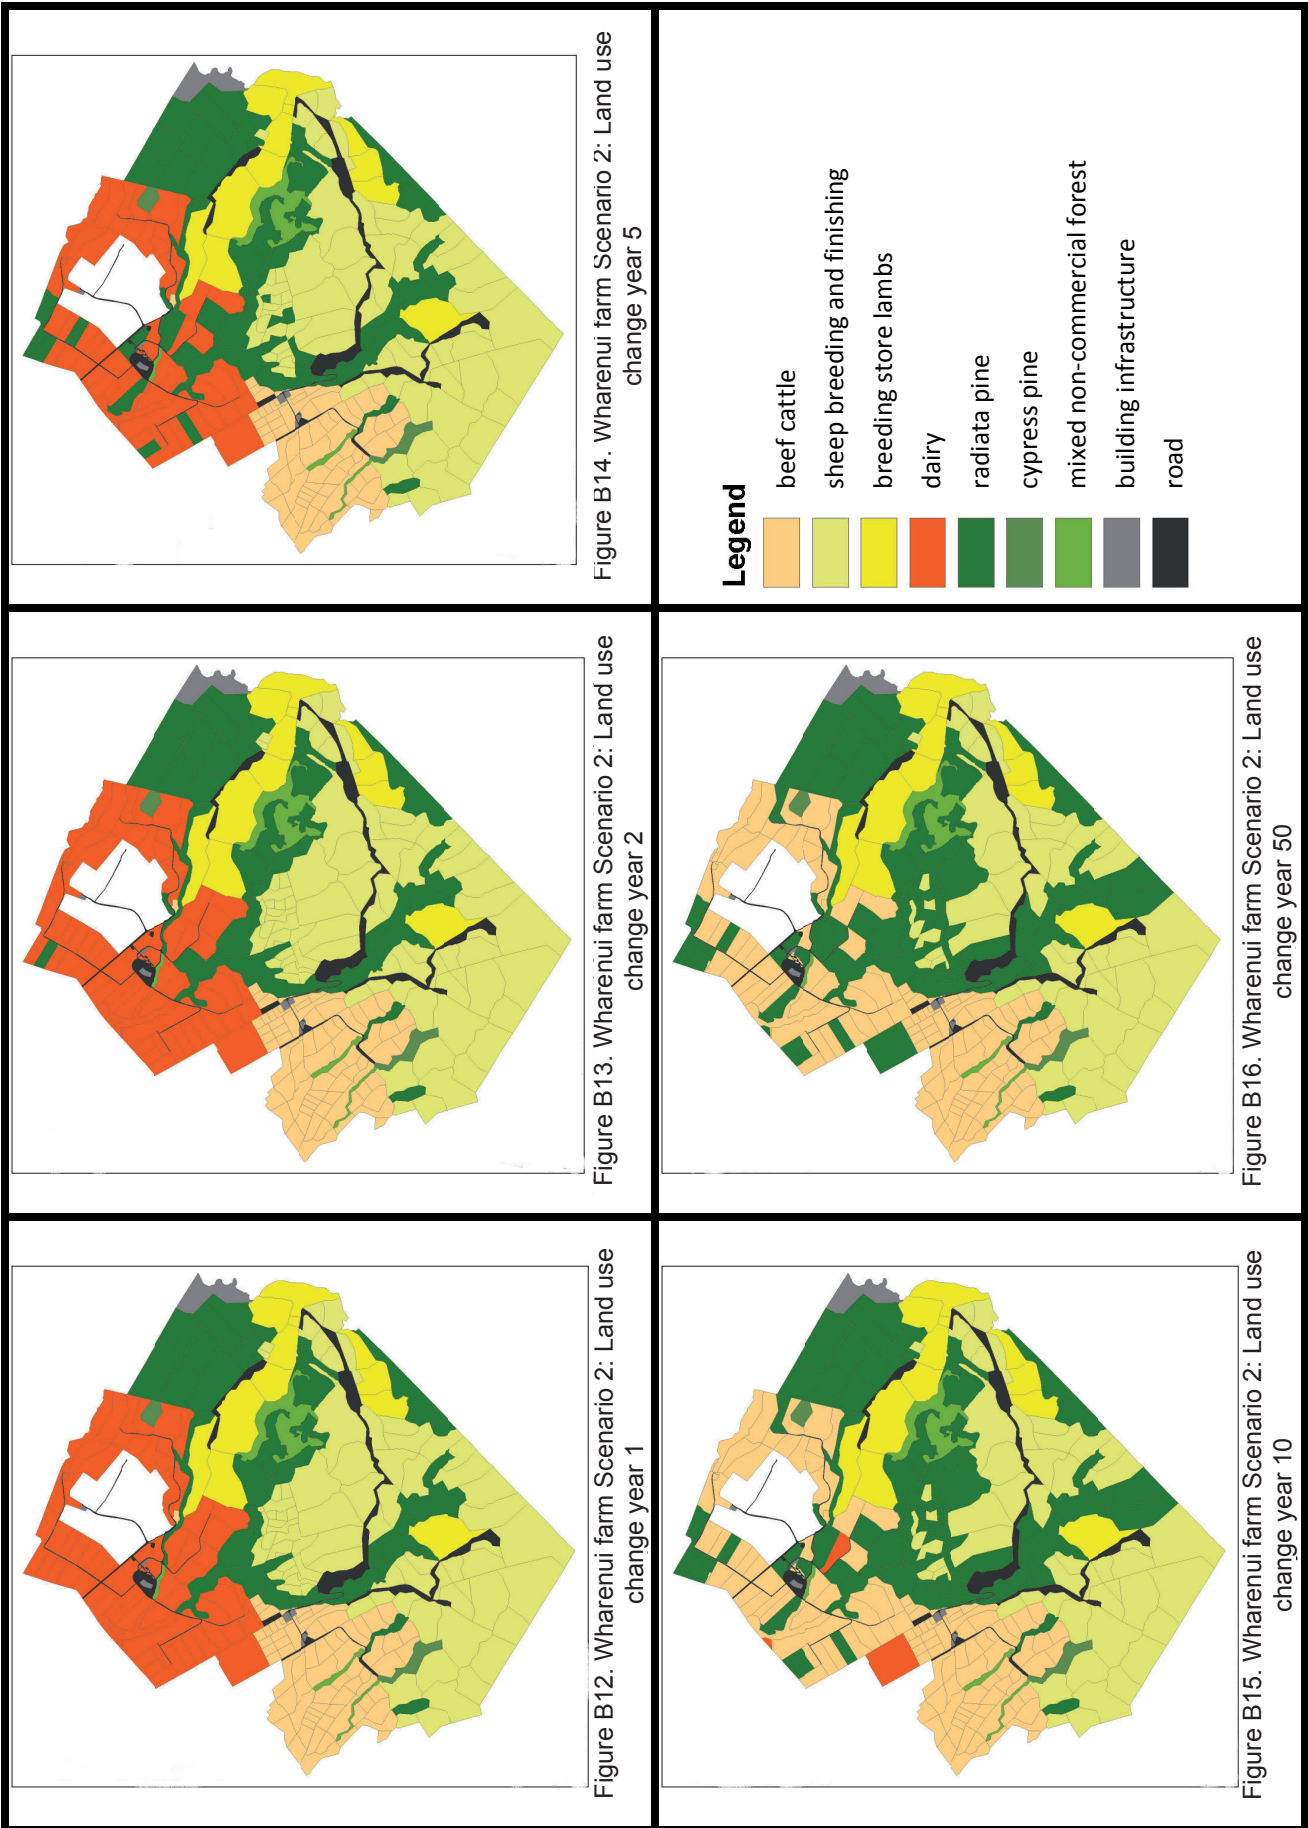 Figure B12. Wharenui farm Scenario 2: Land use
change year 1
Figure B13. Wharenui farm Scenario 2: Land use
change year 2
Figure B14. Wharenui farm Scenario 2: Land use
change year 5
Figure B15. Wharenui farm Scenario 2: Land use
change year 10
Figure B16. Wharenui farm Scenario 2: Land use
change year 50
Legend
beef cattle
sheep breeding and finishing
breeding store lambs
dairy
radiata pine
cypress pine
mixed non-commercial forest
building infrastructure
road